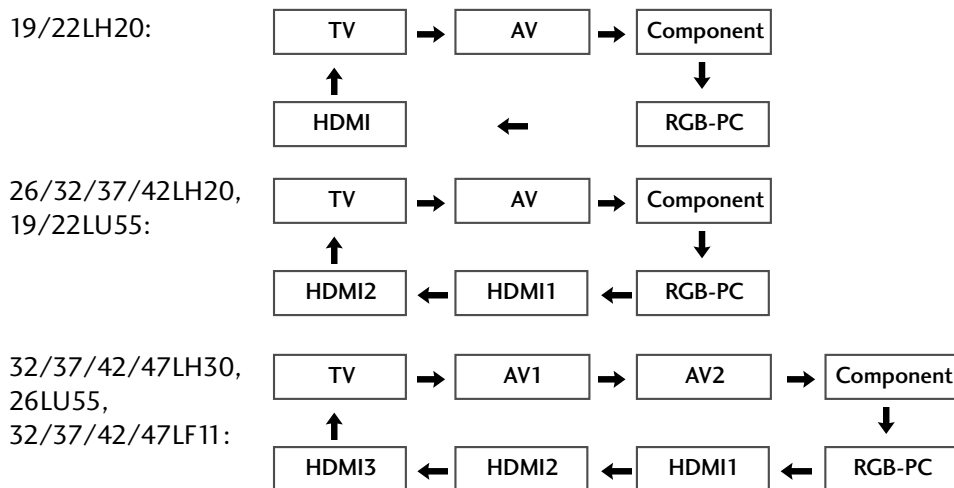 19/22LH20:
TV AV Component
HDMI RGB-PC
26/32/37/42LH20,
19/22LU55:
TV AV Component
HDMI2 HDMI1 RGB-PC
32/37/42/47LH30,
26LU55,
32/37/42/47LF11:
TV AV1 AV2 Component
HDMI3 HDMI2 HDMI1 RGB-PC